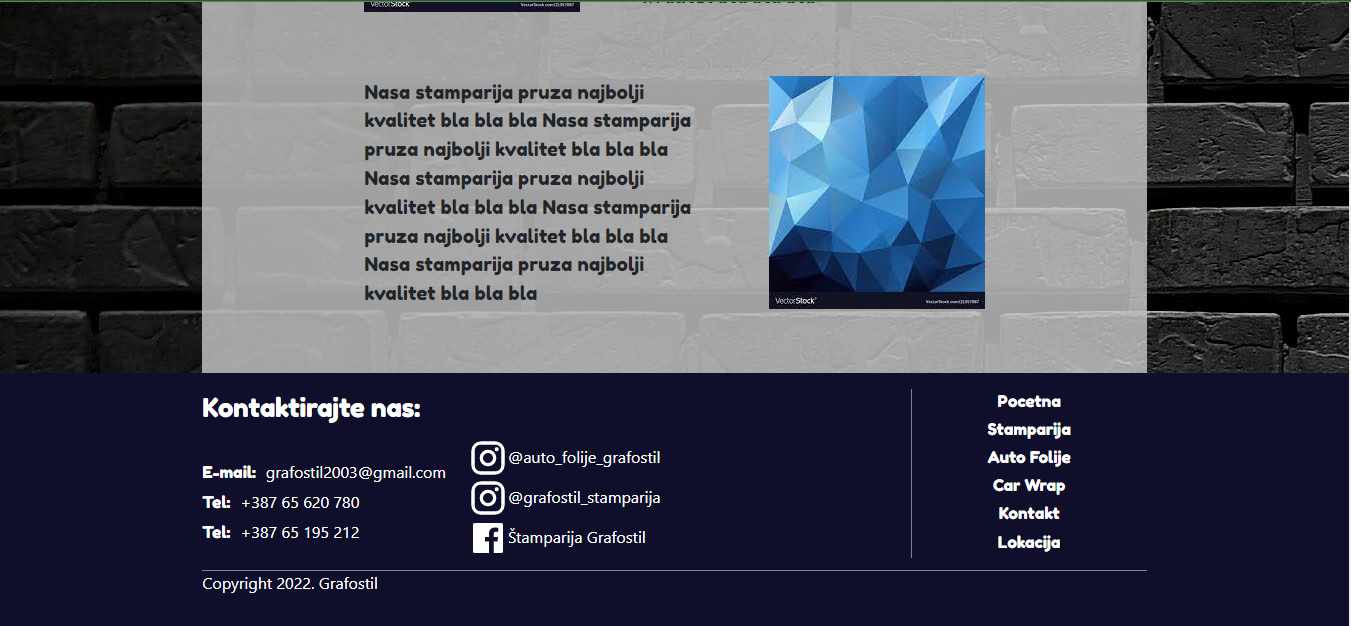 VectorStock
VectorStock.com/21357067
Nasa stamparija pruza najbolji
kvalitet bla bla bla Nasa stamparija
pruza najbolji kvalitet bla bla bla
Nasa stamparija pruza najbolji
kvalitet bla bla bla Nasa stamparija
pruza najbolji kvalitet bla bla bla
Nasa stamparija pruza najbolji
kvalitet bla bla bla
VectorStock®
VectorStock.com/21357067
Kontaktirajte nas:
E-mail: grafostil2003@gmail.com
Tel: +387 65 620 780
Tel: +387 65 195 212
@auto_folije_grafostil
@grafostil_stamparija
Štamparija Grafostil
Pocetna
Stamparija
Auto Folije
Car Wrap
Kontakt
Lokacija
Copyright 2022. Grafostil